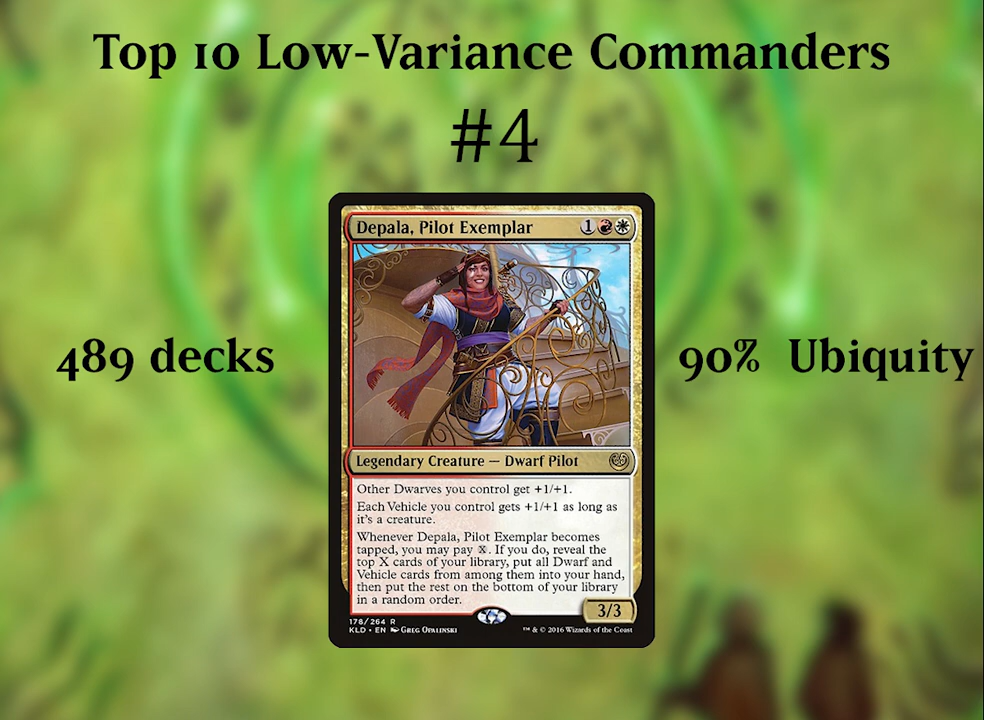 Top 10 Low-Variance Commanders
#4
Depala, Pilot Exemplar 1
489 decks
90% Ubiquity
Legendary Creature — Dwarf Pilot
Other Dwarves you control get +1/+1.
Each Vehicle you control gets +1/+1 as long as
it's a creature.
Whenever Depala, Pilot Exemplar becomes
tapped, you may pay X. If you do, reveal the
top X cards of your library, put all Dwarf and
Vehicle cards from among them into your hand,
then put the rest on the bottom of your library
in a random order.
3/3
178/264 R
KLD • EN Greg Opalinski
™ & © 2016 Wizards of the Coast